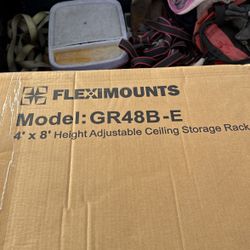 FLEXIMOUNTS
Model: GR48B-E
4' x 8' Height Adjustable Ceiling Storage Rack